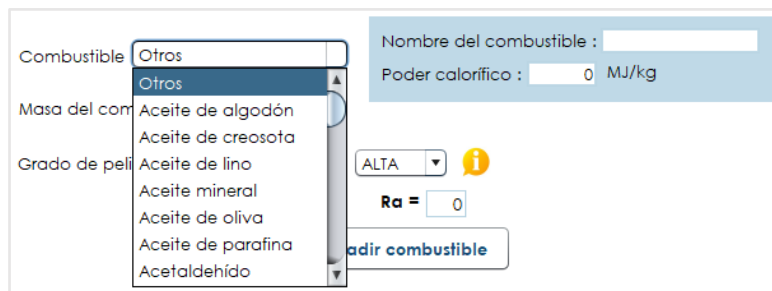 Combustible Otros
Nombre del combustible :
Poder calorífico : 0 MJ/kg
Otros
Masa del com
Aceite de algodón
Aceite de creosota
Grado de peli
Aceite de lino
ALTA
i
Aceite mineral
Ra = 0
Aceite de oliva
Aceite de parafina
adir combustible
Acetaldehído